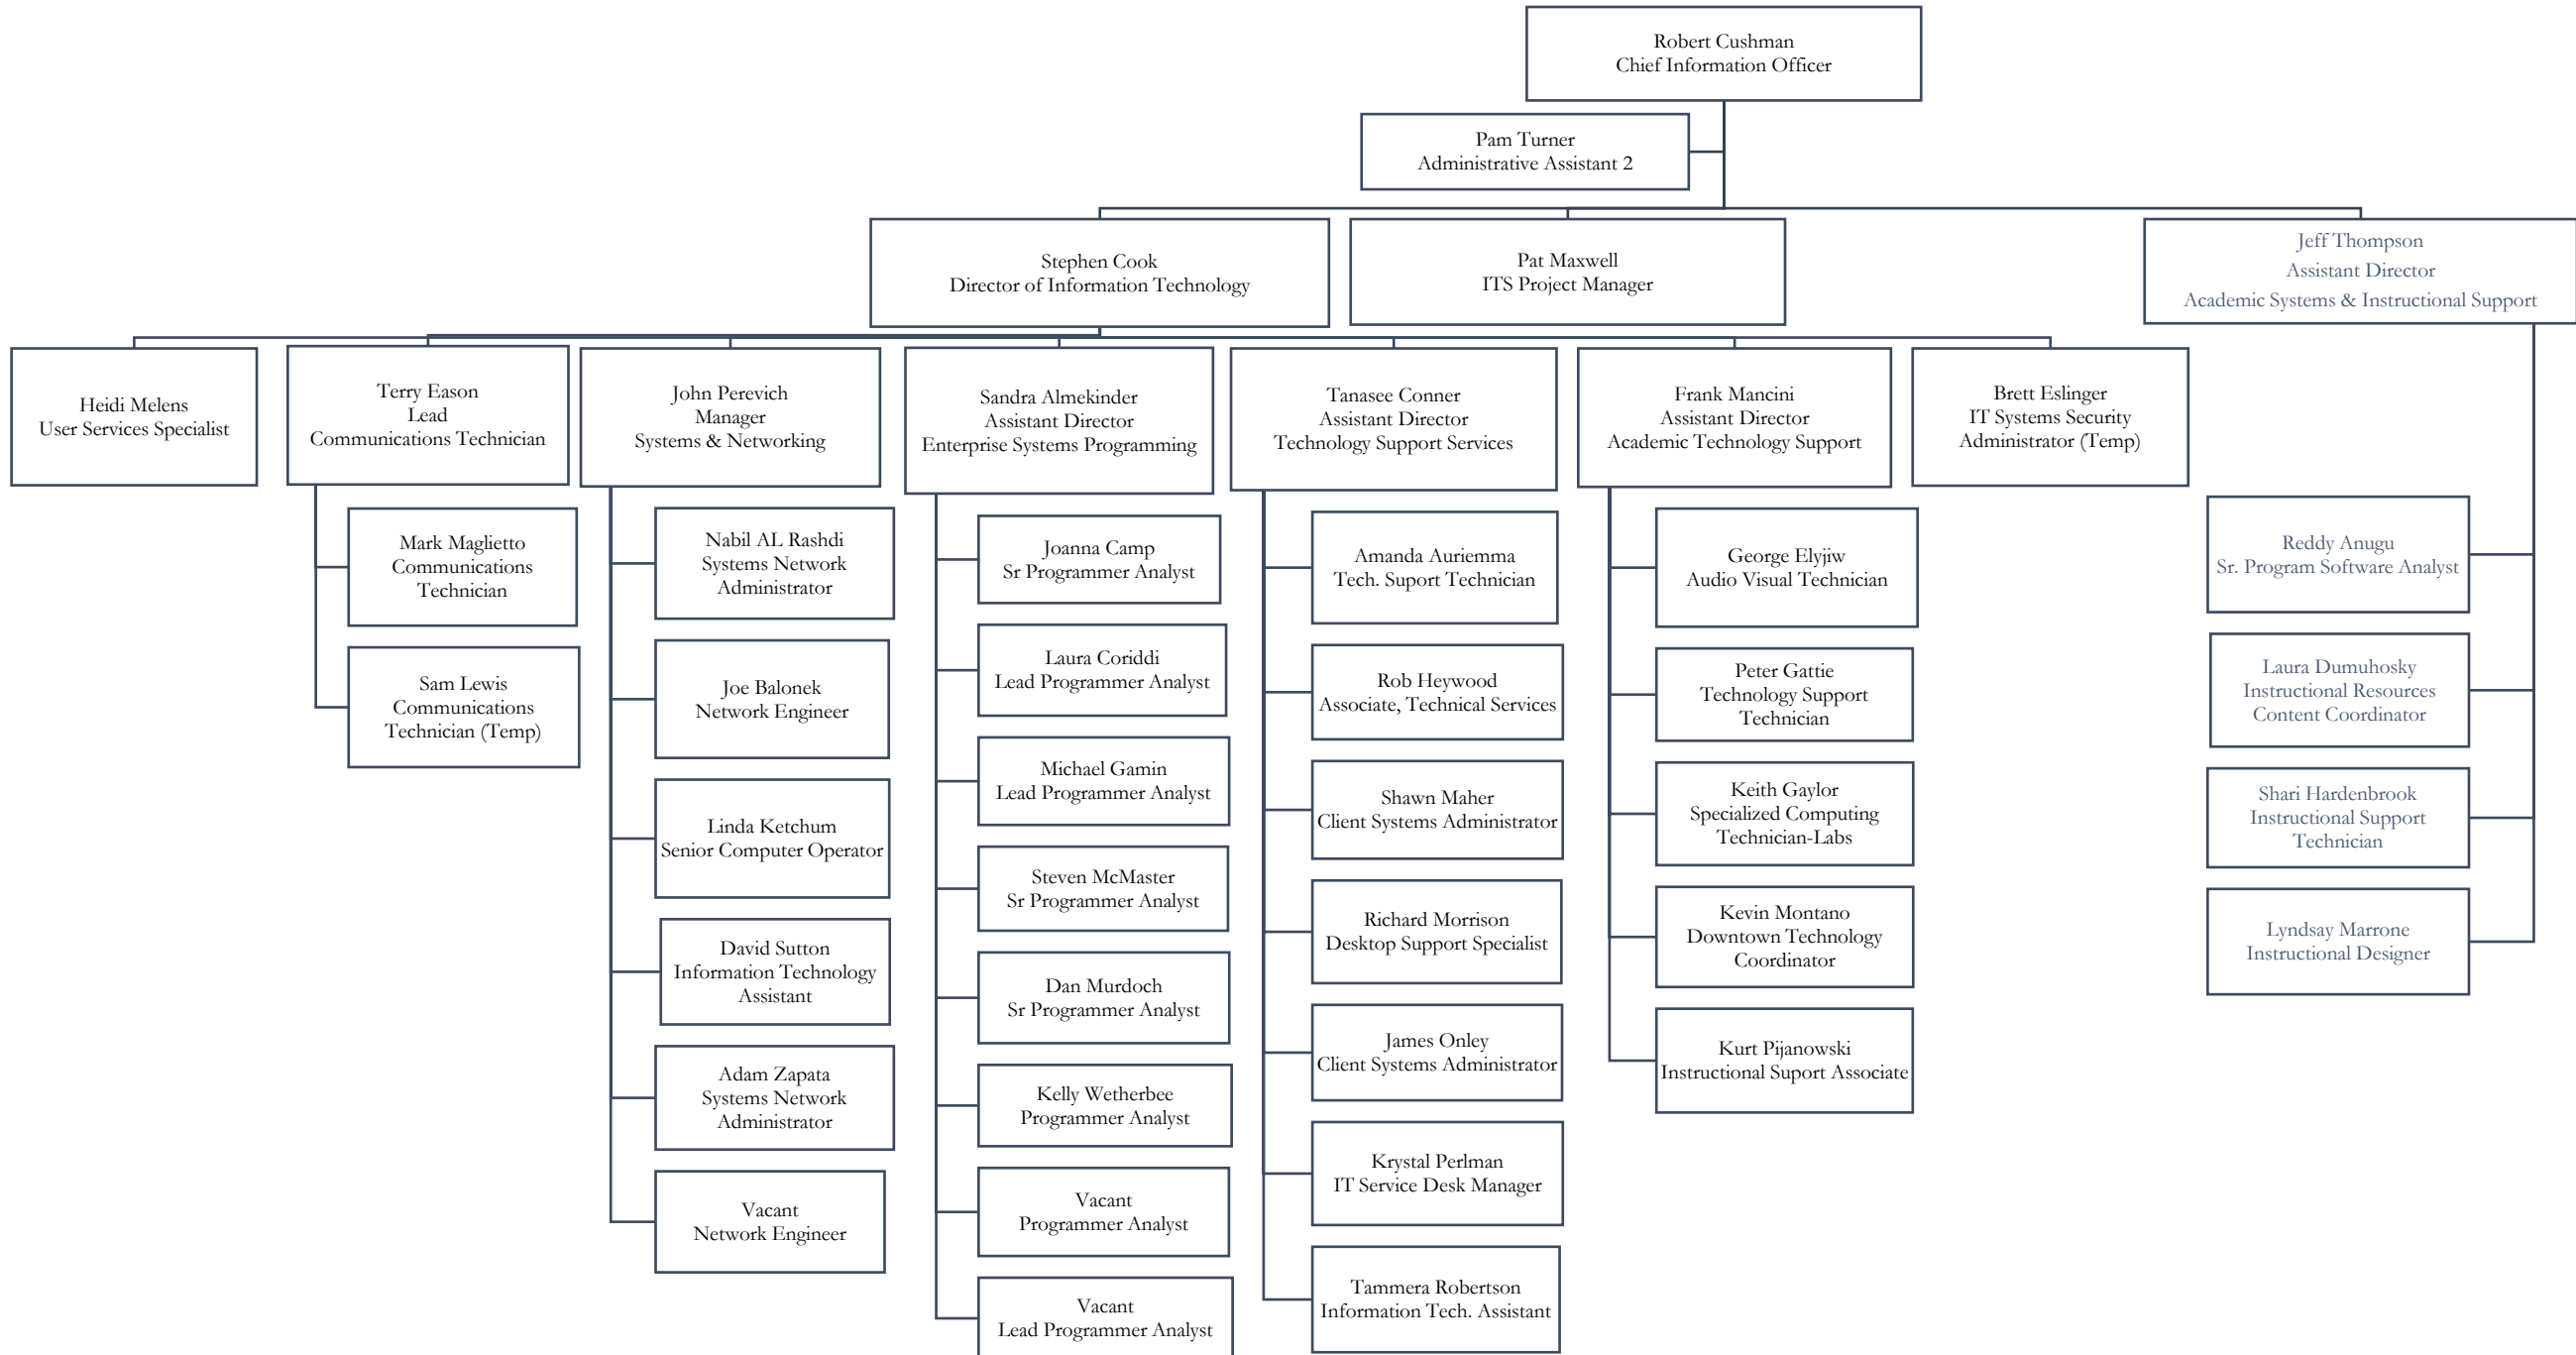 Robert Cushman
Chief Information Officer
Pam Turner
Administrative Assistant 2
Stephen Cook
Director of Information Technology
Pat Maxwell
ITS Project Manager
Jeff Thompson
Assistant Director
Academic Systems & Instructional Support
Heidi Melens
User Services Specialist
Terry Eason
Lead
Communications Technician
Mark Maglietto
Communications
Technician
Sam Lewis
Communications
Technician (Temp)
John Perevich
Manager
Systems & Networking
Nabil AL Rashdi
Systems Network
Administrator
Joe Balonek
Network Engineer
Linda Ketchum
Senior Computer Operator
David Sutton
Information Technology
Assistant
Adam Zapata
Systems Network
Administrator
Vacant
Network Engineer
Sandra Almekinder
Assistant Director
Enterprise Systems Programming
Joanna Camp
Sr Programmer Analyst
Laura Coriddi
Lead Programmer Analyst
Michael Gamin
Lead Programmer Analyst
Steven McMaster
Sr Programmer Analyst
Dan Murdoch
Sr Programmer Analyst
Kelly Wetherbee
Programmer Analyst
Vacant
Programmer Analyst
Vacant
Lead Programmer Analyst
Tanasee Conner
Assistant Director
Technology Support Services
Amanda Auriemma
Tech. Suport Technician
Rob Heywood
Associate, Technical Services
Shawn Maher
Client Systems Administrator
Richard Morrison
Desktop Support Specialist
James Onley
Client Systems Administrator
Krystal Perlman
IT Service Desk Manager
Tammera Robertson
Information Tech. Assistant
Frank Mancini
Assistant Director
Academic Technology Support
George Elyjiw
Audio Visual Technician
Peter Gattie
Technology Support
Technician
Keith Gaylor
Specialized Computing
Technician-Labs
Kevin Montano
Downtown Technology
Coordinator
Kurt Pijanowski
Instructional Suport Associate
Brett Eslinger
IT Systems Security
Administrator (Temp)
Reddy Anugu
Sr. Program Software Analyst
Laura Dumuhosky
Instructional Resources
Content Coordinator
Shari Hardenbrook
Instructional Support
Technician
Lyndsay Marrone
Instructional Designer